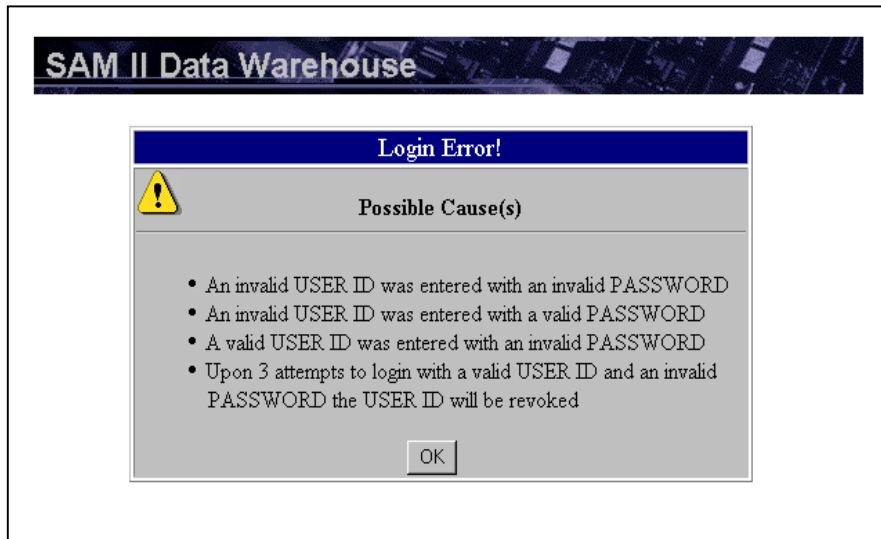 SAM II Data Warehouse
Login Error!
Possible Cause(s)
• An invalid USER ID was entered with an invalid PASSWORD
• An invalid USER ID was entered with a valid PASSWORD
• A valid USER ID was entered with an invalid PASSWORD
• Upon 3 attempts to login with a valid USER ID and an invalid
PASSWORD the USER ID will be revoked
OK